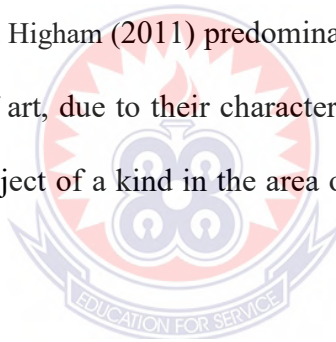 Higham (2011) predomina
art, due to their character
ject of a kind in the area o
EDUCATION FOR SERVICE